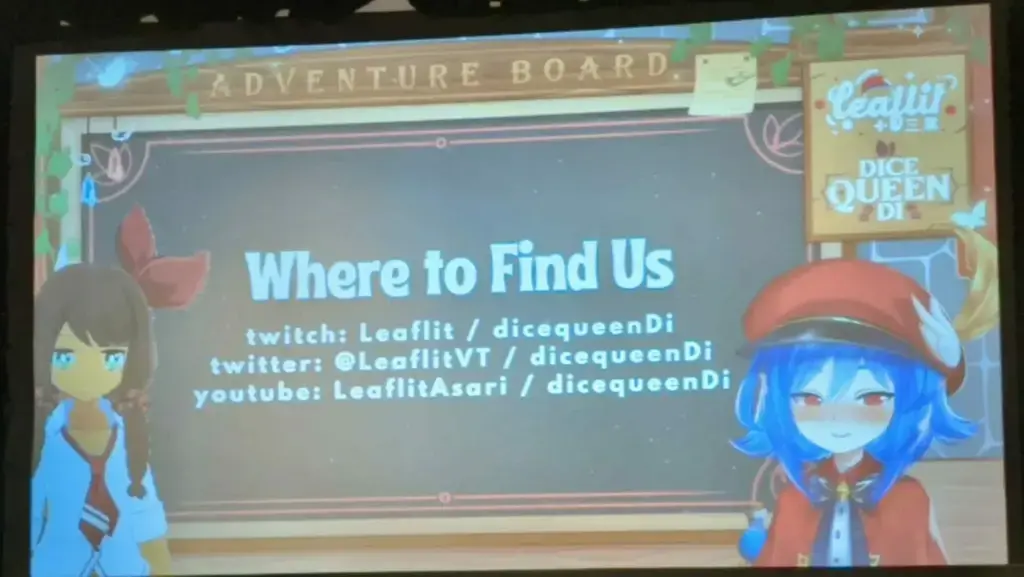 ADVENTURE BOARD.
Leaflit
DICE
QUEEN
DI
Where to Find Us
twitch: Leaflit / dicequeenDi
twitter: @LeaflitVT / dicequeenDi
youtube: LeaflitAsari / dicequeenDi